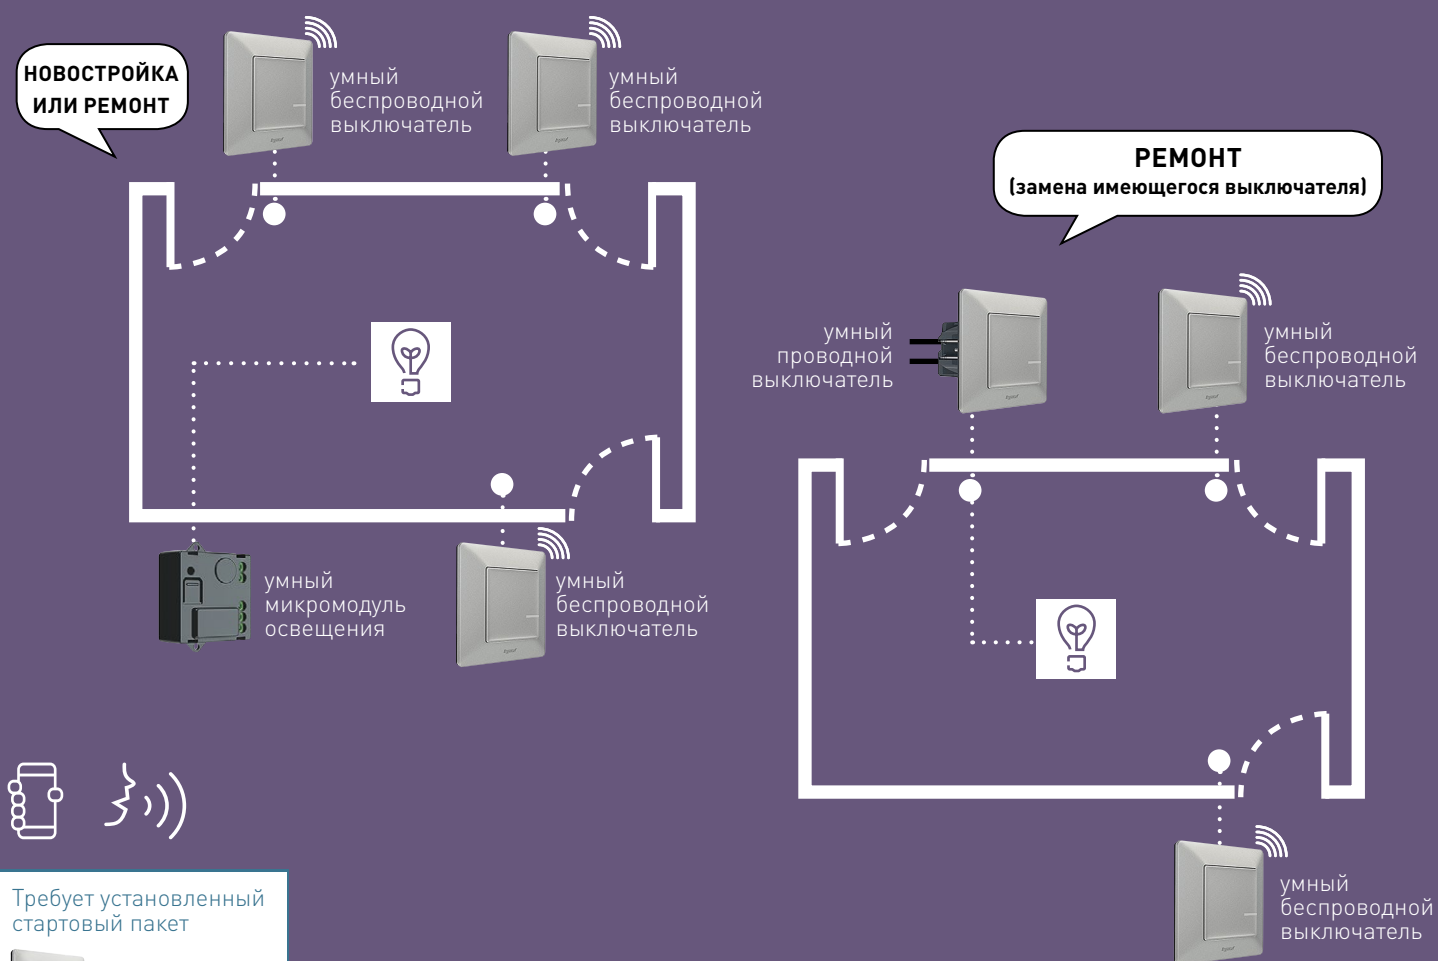 НОВОСТРОЙКА
ИЛИ РЕМОНТ
умный
беспроводной
выключатель
умный
беспроводной
выключатель
умный
микромодуль
освещения
умный
беспроводной
выключатель
РЕМОНТ
(замена имеющегося выключателя)
умный
проводной
выключатель
умный
беспроводной
выключатель
умный
беспроводной
выключатель
Требует установленный
стартовый пакет